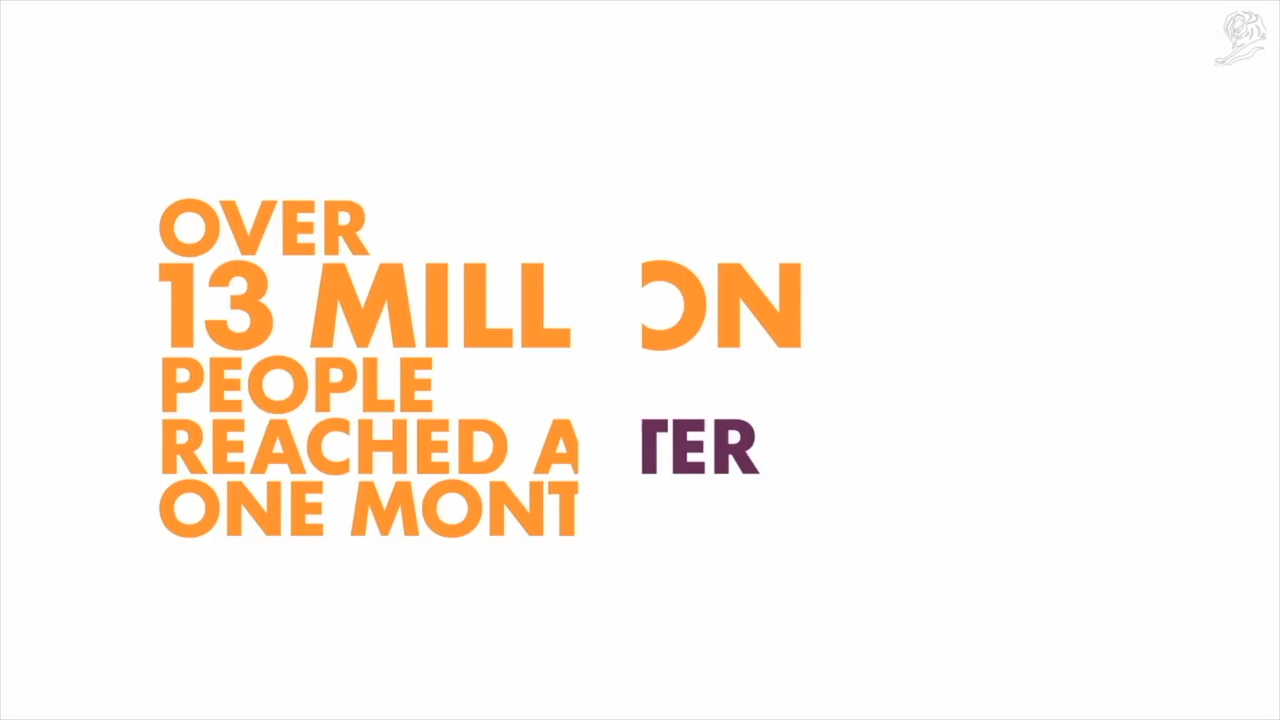 OVER
13 MILL ON
PEOPLE
REACHED A TER
ONE MONT